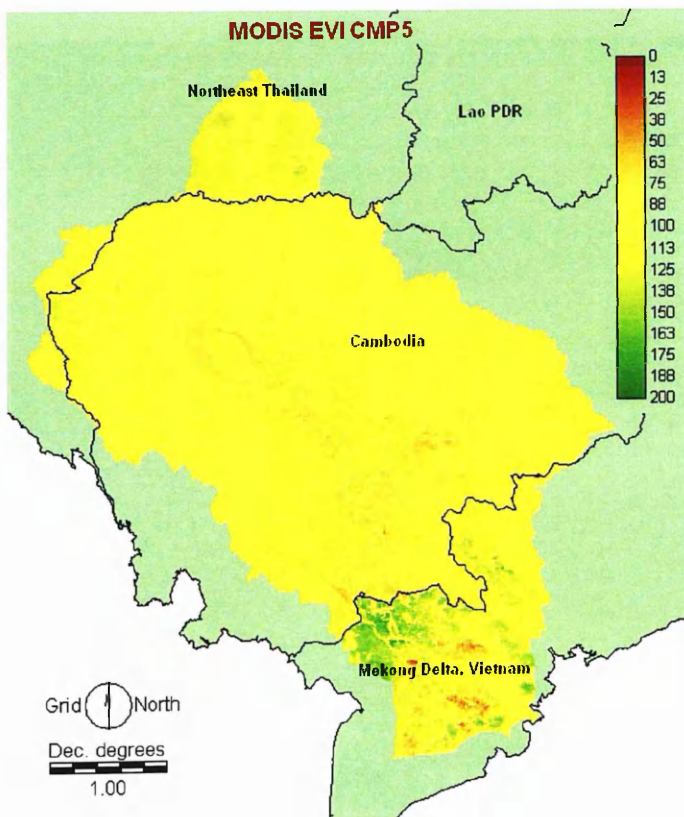 MODIS EVI CMP5
Northeast Thailand
Lao PDR
Cambodia
Mekong Delta, Vietnam
0
13
25
38
50
63
75
88
100
113
125
138
150
163
175
188
200
Grid North
Dec. degrees
1.00